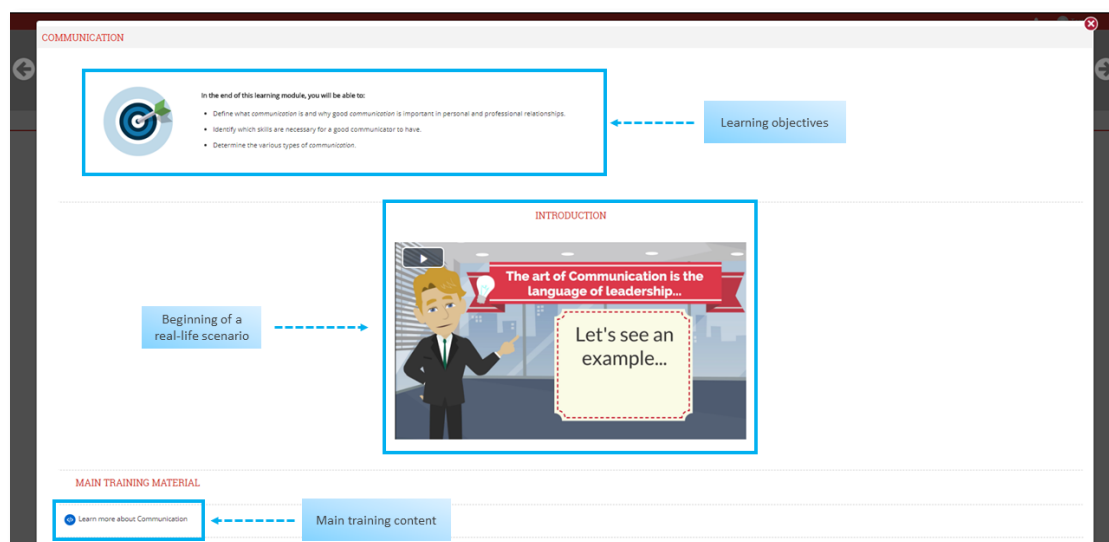 COMMUNICATION
In the end of this learning module, you will be able to:
• Define what communication is and why good communication is important in personal and professional relationships.
• Identify which skills are necessary for a good communicator to have.
• Determine the various types of communication.
Learning objectives
INTRODUCTION
The art of Communication is the
language of leadership...
Let's see an
example...
Beginning of a
real-life scenario
MAIN TRAINING MATERIAL
Learn more about Communication
Main training content